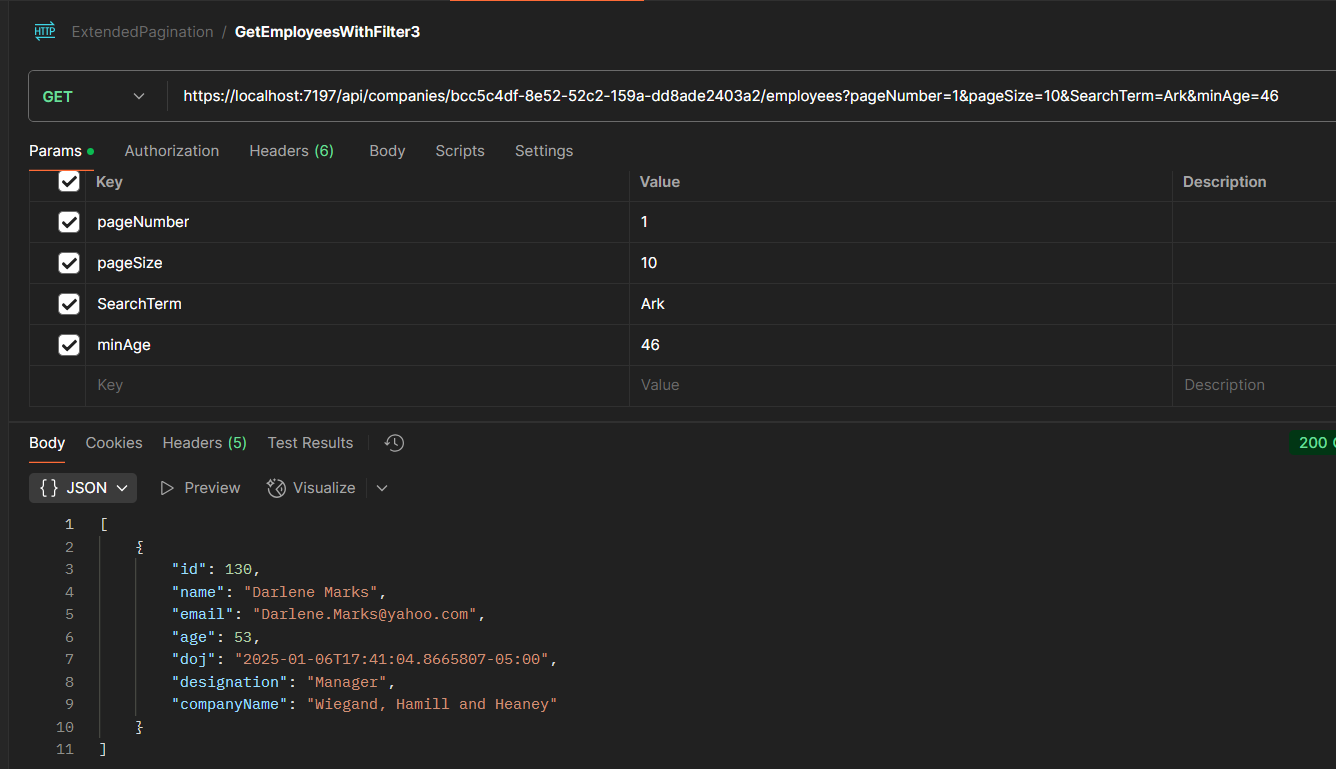 HTTP ExtendedPagination / GetEmployeesWithFilter3
GET https://localhost:7197/api/companies/bcc5c4df-8e52-52c2-159a-dd8ade2403a2/employees?pageNumber=1&pageSize=10&SearchTerm=Ark&minAge=46
Params Authorization Headers (6) Body Scripts Settings
Key Value Description
pageNumber 1
pageSize 10
SearchTerm Ark
minAge 46
Key Value Description
Body Cookies Headers (5) Test Results 200
{} JSON Preview Visualize
1 [
2 {
3 "id": 130,
4 "name": "Darlene Marks",
5 "email": "Darlene.Marks@yahoo.com",
6 "age": 53,
7 "doj": "2025-01-06T17:41:04.8665807-05:00",
8 "designation": "Manager",
9 "companyName": "Wiegand, Hamill and Heaney"
10 }
11 ]